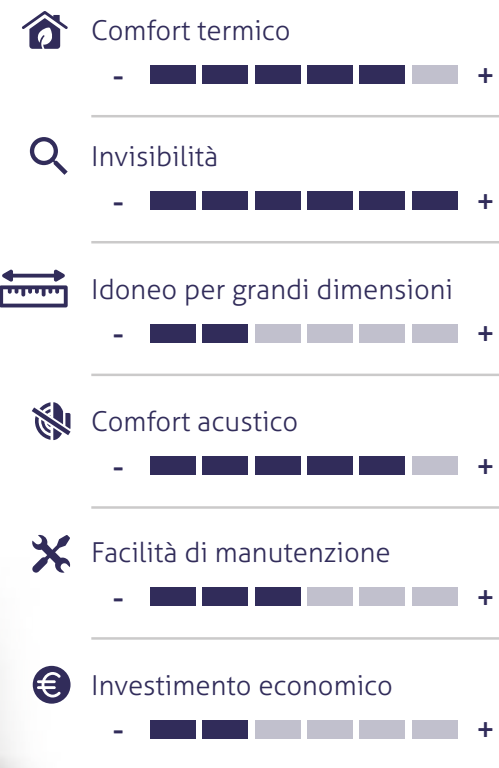 Comfort termico
- +
Invisibilità
- +
Idoneo per grandi dimensioni
- +
Comfort acustico
- +
Facilità di manutenzione
- +
€ Investimento economico
- +